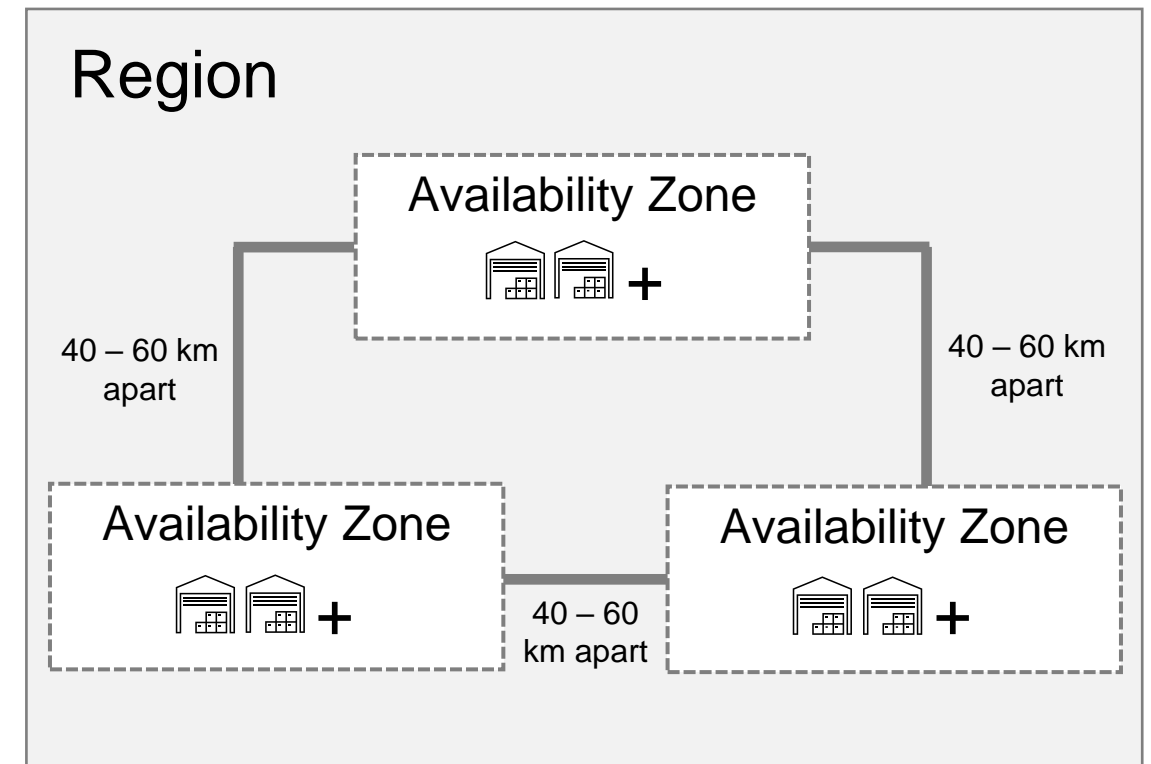 Region
Availability Zone
+
40 – 60 km
apart
40 – 60 km
apart
Availability Zone
+
40 – 60
km apart
Availability Zone
+